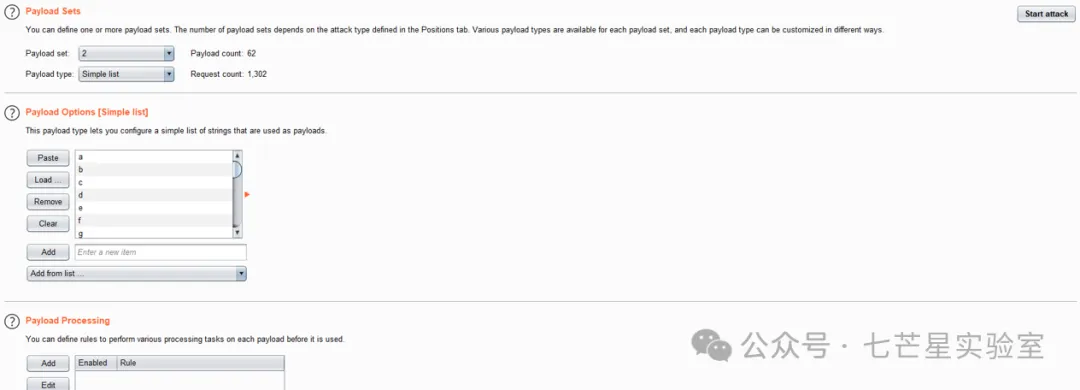 Payload Sets
Start attack
You can define one or more payload sets. The number of payload sets depends on the attack type defined in the Positions tab. Various payload types are available for each payload set, and each payload type can be customized in different ways.
Payload set: 2 Payload count: 62
Payload type: Simple list Request count: 1,302
Payload Options [Simple list]
This payload type lets you configure a simple list of strings that are used as payloads.
Paste
Load ...
Remove
Clear
a
b
c
d
e
f
g
Add Enter a new item
Add from list ...
Payload Processing
You can define rules to perform various processing tasks on each payload before it is used.
Add Enabled Rule
Edit
公众号 · 七芒星实验室